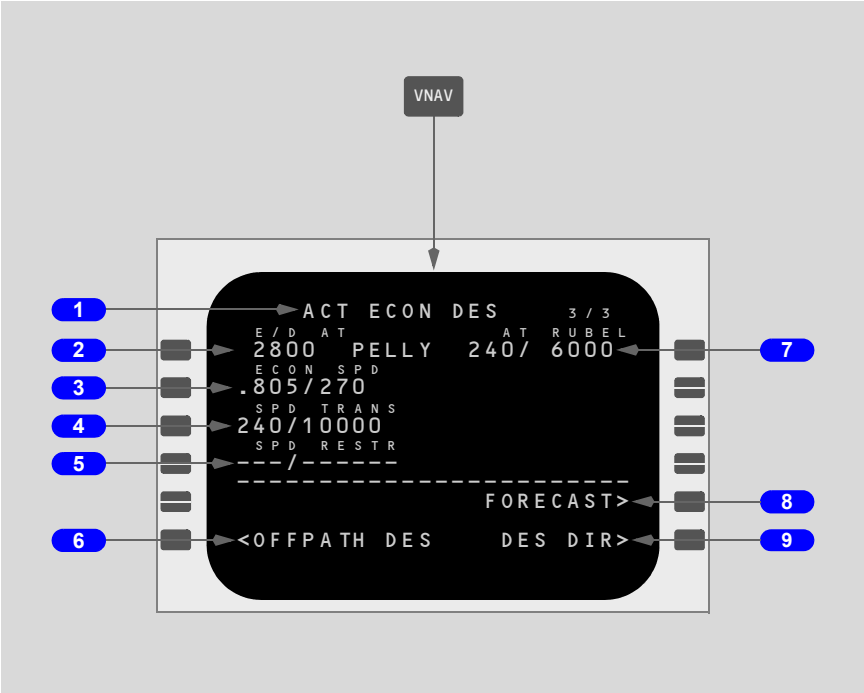 VNAV
1 ACT ECON DES 3/3
E/D AT AT RUBEL
2 2800 PELLY 240/ 6000 7
ECON SPD
3 .805/270
SPD TRANS
4 240/10000
SPD RESTR
5 ---/------
------------------------
FORECAST> 8
6 <OFFPATH DES DES DIR> 9